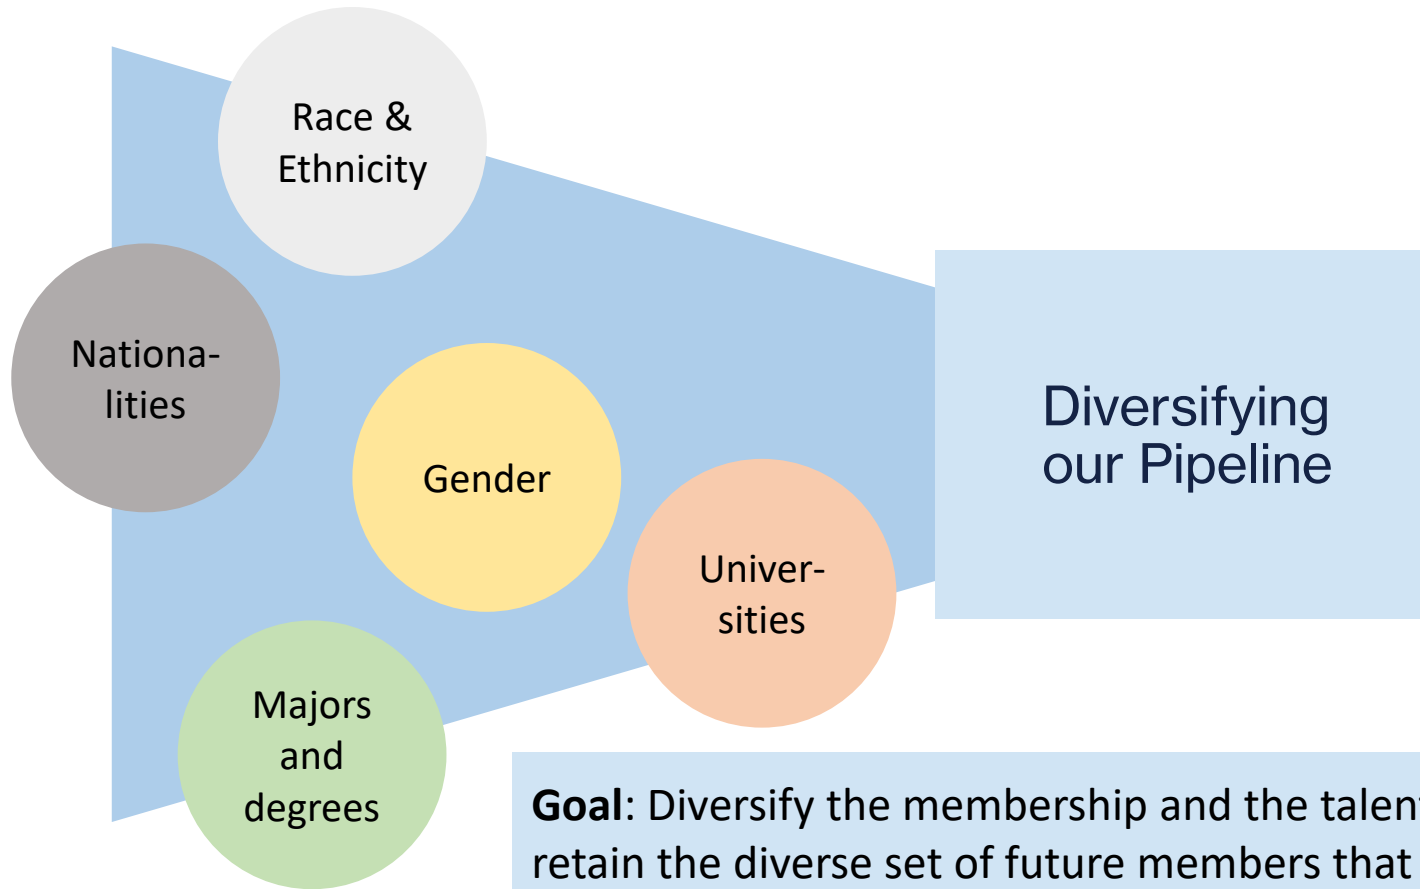 Race &
Ethnicity
Nationa-
lities
Gender
Univer-
sities
Majors
and
degrees
Diversifying
our Pipeline
Goal: Diversify the membership and the talent
retain the diverse set of future members that